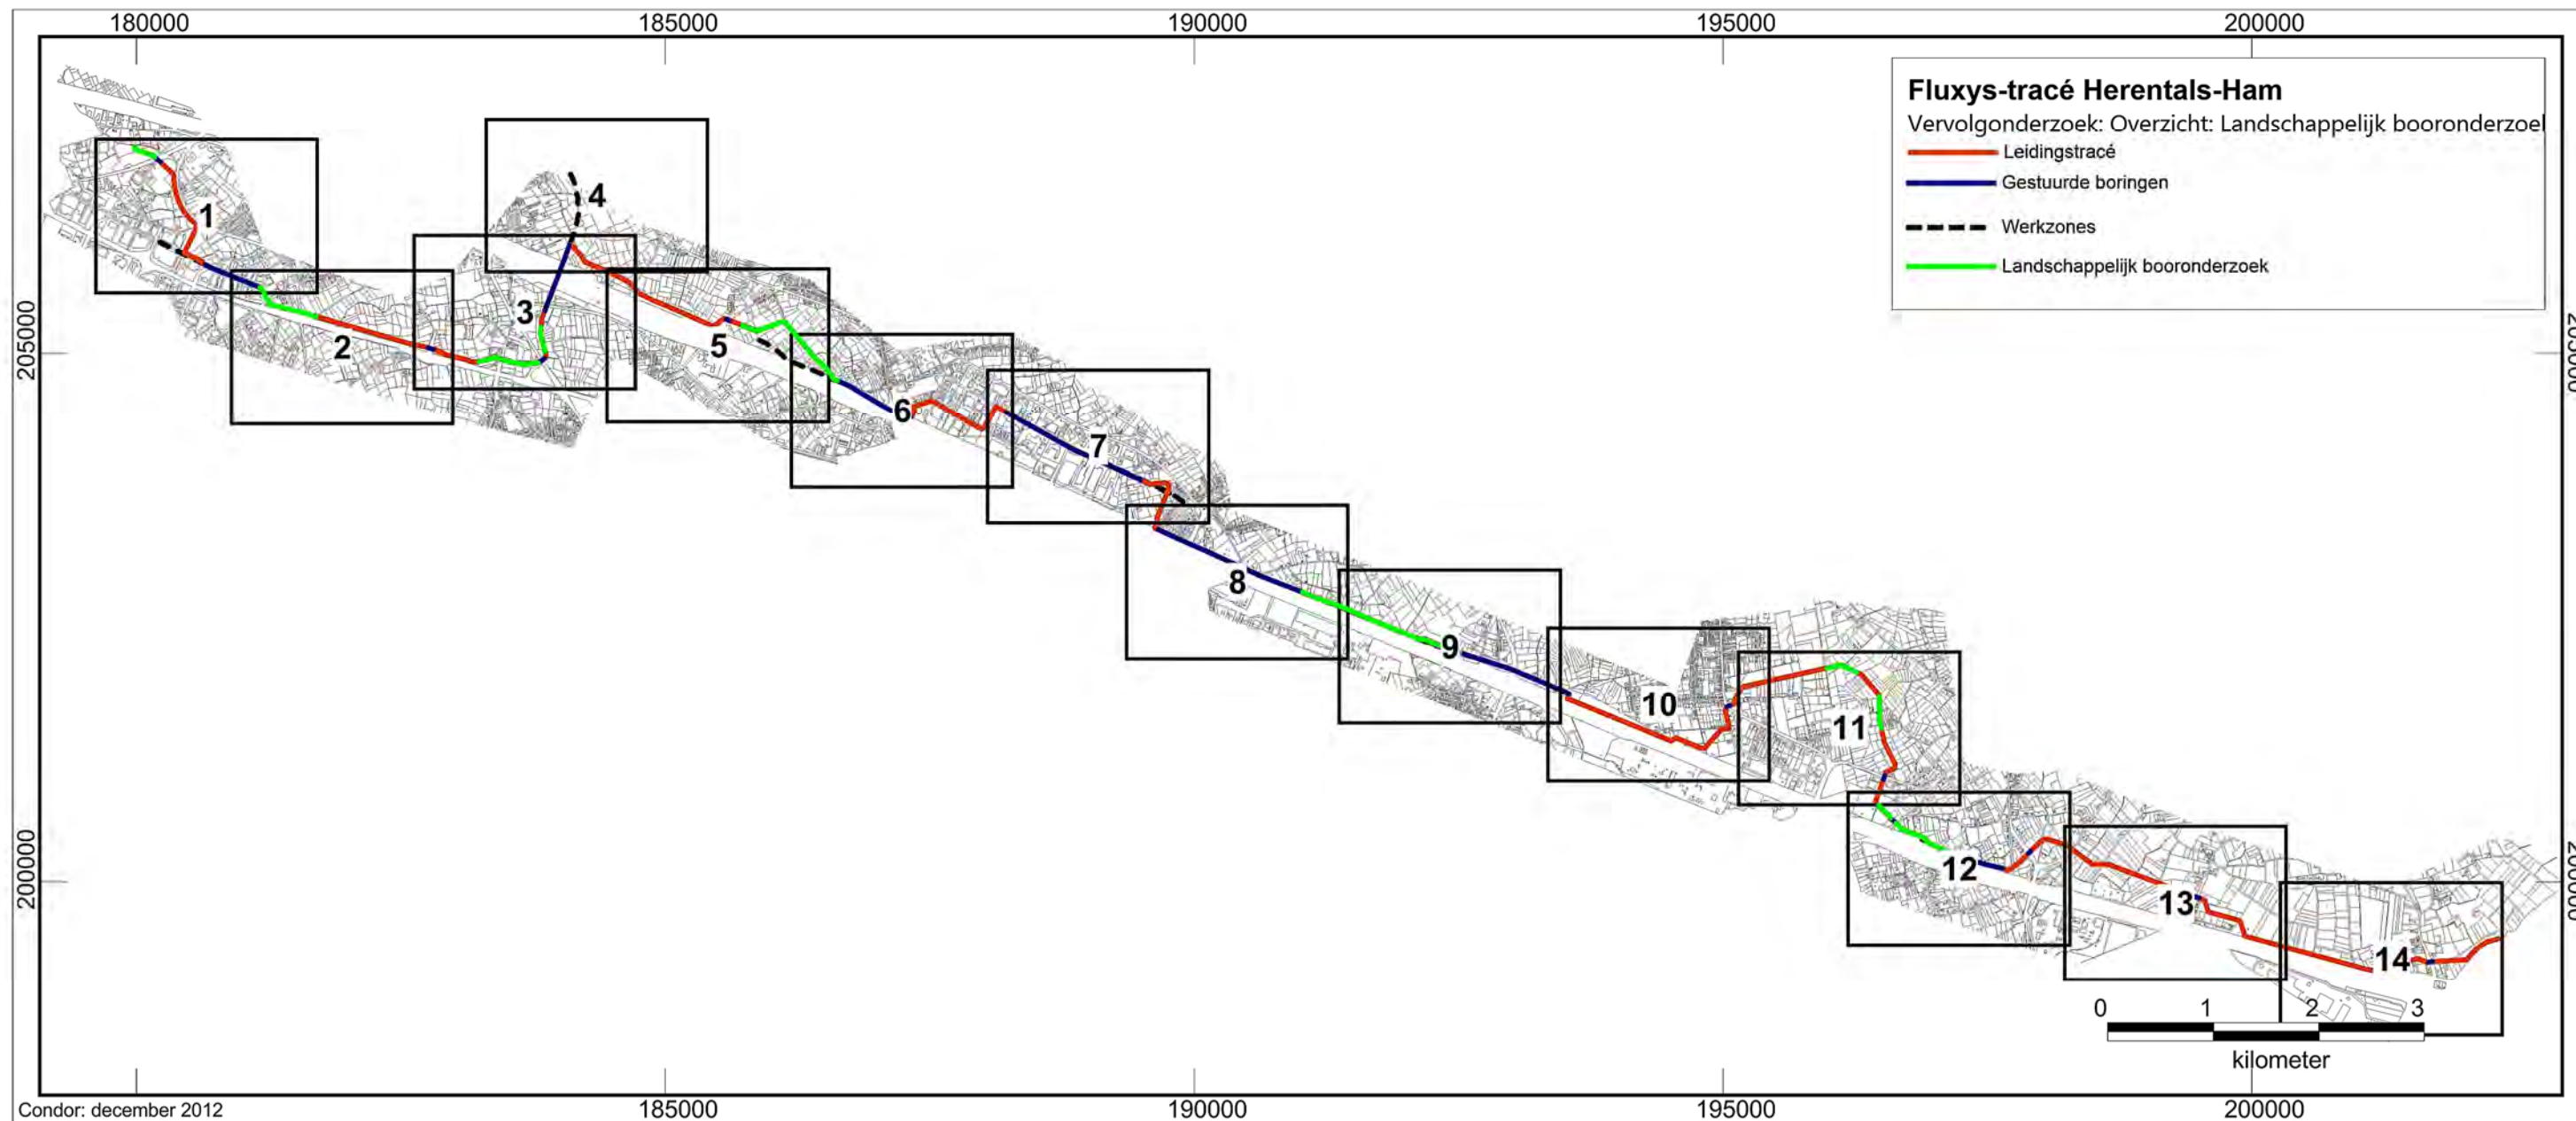 180000 185000 190000 195000 200000
Fluxys-tracé Herentals-Ham
Vervolgonderzoek: Overzicht: Landschappelijk booronderzoek
Leidingstracé
Gestuurde boringen
Werkzones
Landschappelijk booronderzoek
1
2
3
4
5
6
7
8
9
10
11
12
13
14
205000
200000
0 1 2 3
kilometer
Condor: december 2012
180000 185000 190000 195000 200000